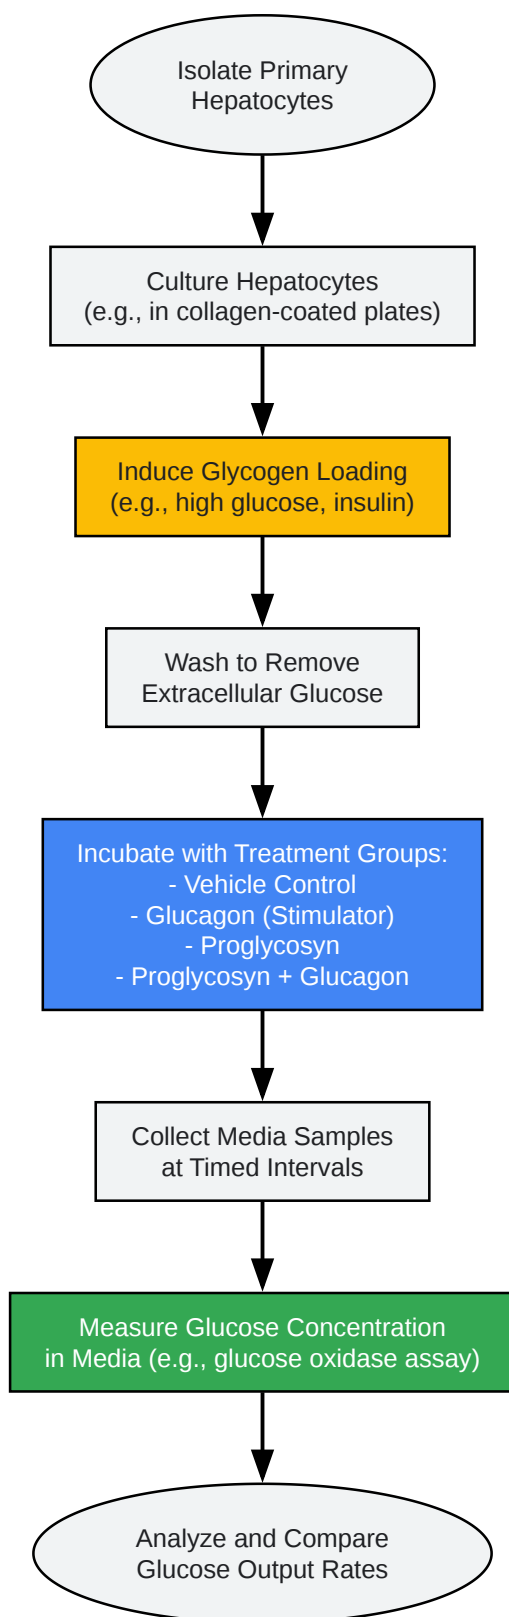 Isolate Primary
Hepatocytes
Culture Hepatocytes
(e.g., in collagen-coated plates)
Induce Glycogen Loading
(e.g., high glucose, insulin)
Wash to Remove
Extracellular Glucose
Incubate with Treatment Groups:
- Vehicle Control
- Glucagon (Stimulator)
- Proglycosyn
- Proglycosyn + Glucagon
Collect Media Samples
at Timed Intervals
Measure Glucose Concentration
in Media (e.g., glucose oxidase assay)
Analyze and Compare
Glucose Output Rates